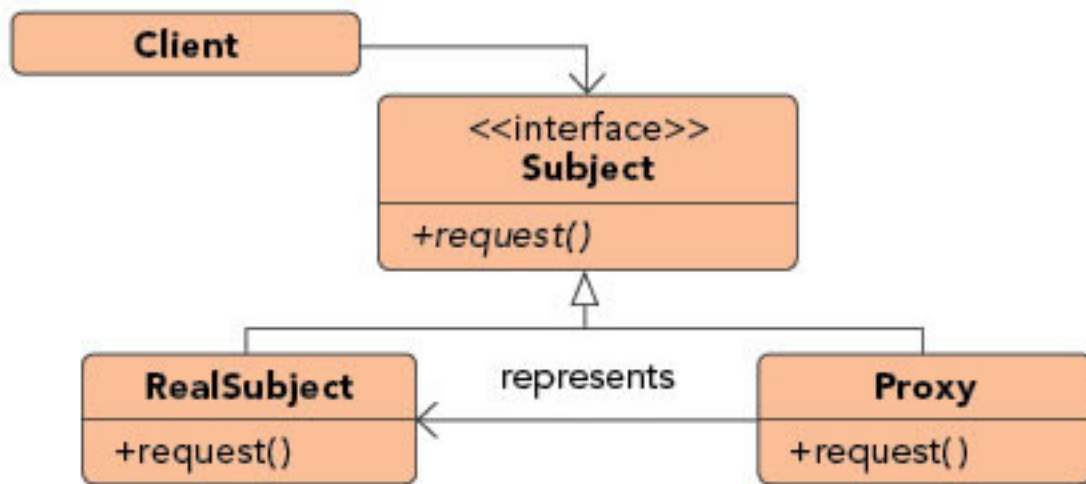 Client
<<interface>>
Subject
+request()
represents
RealSubject
+request()
Proxy
+request()